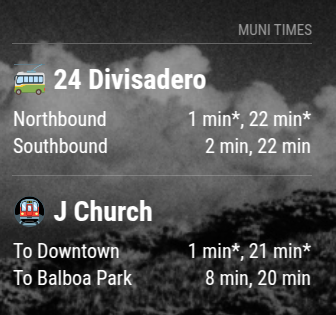 MUNI TIMES
24 Divisadero
Northbound 1 min*, 22 min*
Southbound 2 min, 22 min
J Church
To Downtown 1 min*, 21 min*
To Balboa Park 8 min, 20 min